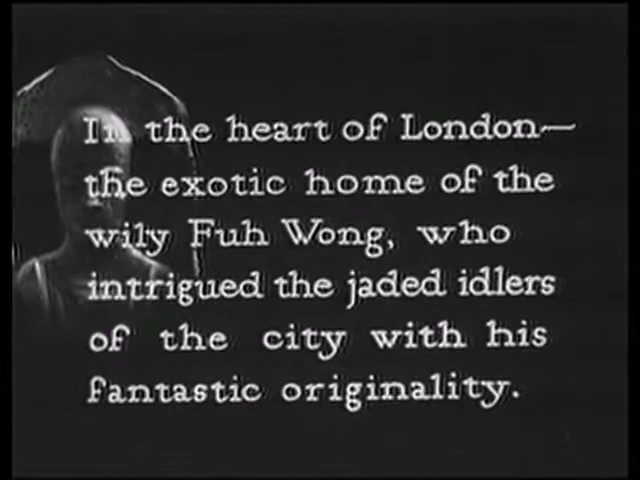 In the heart of London—
the exotic home of the
wily Fuh Wong, who
intrigued the jaded idlers
of the city with his
fantastic originality.